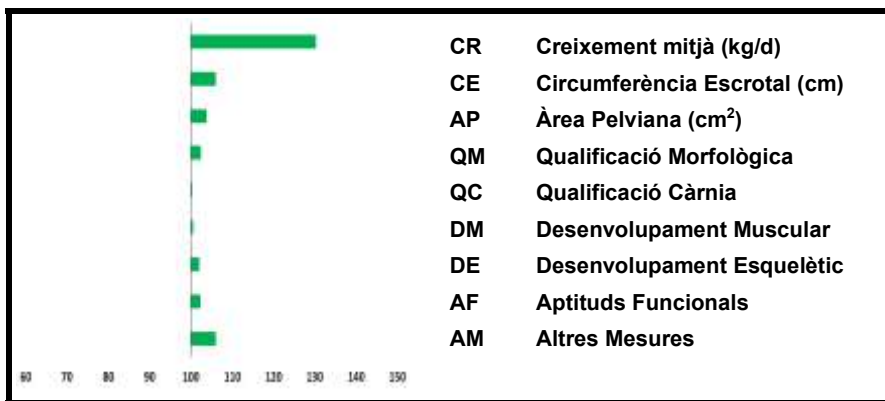 CR Creixement mitjà (kg/d)
CE Circumferència Escrotal (cm)
AP Àrea Pelviana (cm²)
QM Qualificació Morfològica
QC Qualificació Càrnia
DM Desenvolupament Muscular
DE Desenvolupament Esquelètic
AF Aptituds Funcionals
AM Altres Mesures
60 70 80 90 100 110 120 130 140 150